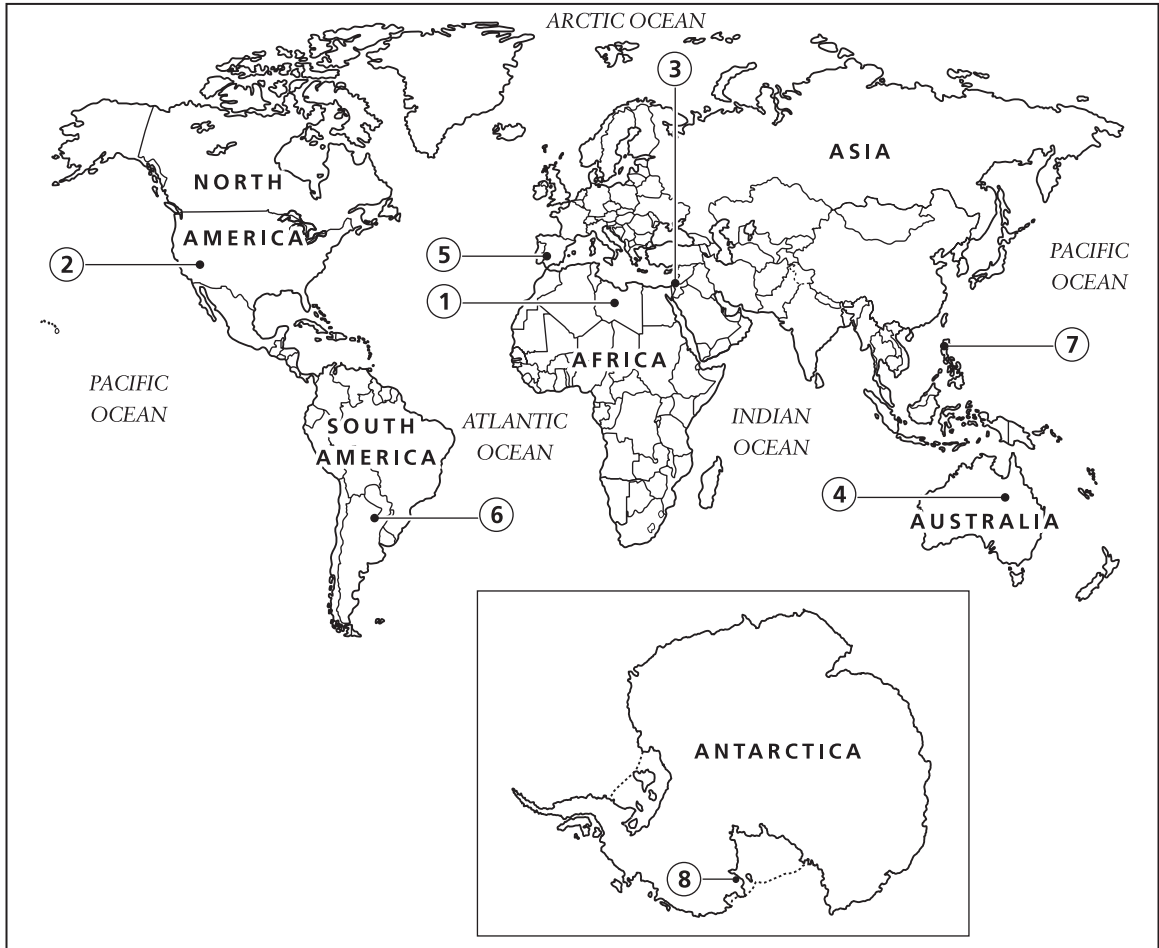 ARCTIC OCEAN
3
ASIA
NORTH
AMERICA
5
2
PACIFIC
OCEAN
1
7
AFRICA
PACIFIC
OCEAN
ATLANTIC
OCEAN
INDIAN
OCEAN
SOUTH
AMERICA
4
6
AUSTRALIA
ANTARCTICA
8